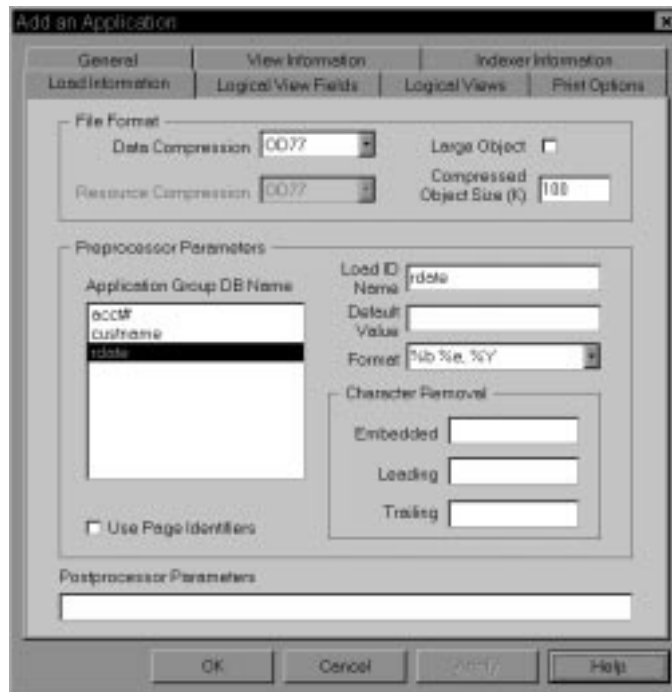 Add an Application
General View Information Indexer Information
Load Information Logical View Fields Logical Views Print Options
File Format
Data Compression OD77 Large Object
Resource Compression OD77 Compressed Object Size (K) 100
Preprocessor Parameters
Application Group DB Name
acct#
custname
rdate
Load ID Name rdate
Default Value
Format %b %e, %Y
Character Removal
Embedded
Leading
Trailing
Use Page Identifiers
Postprocessor Parameters
OK Cancel Apply Help